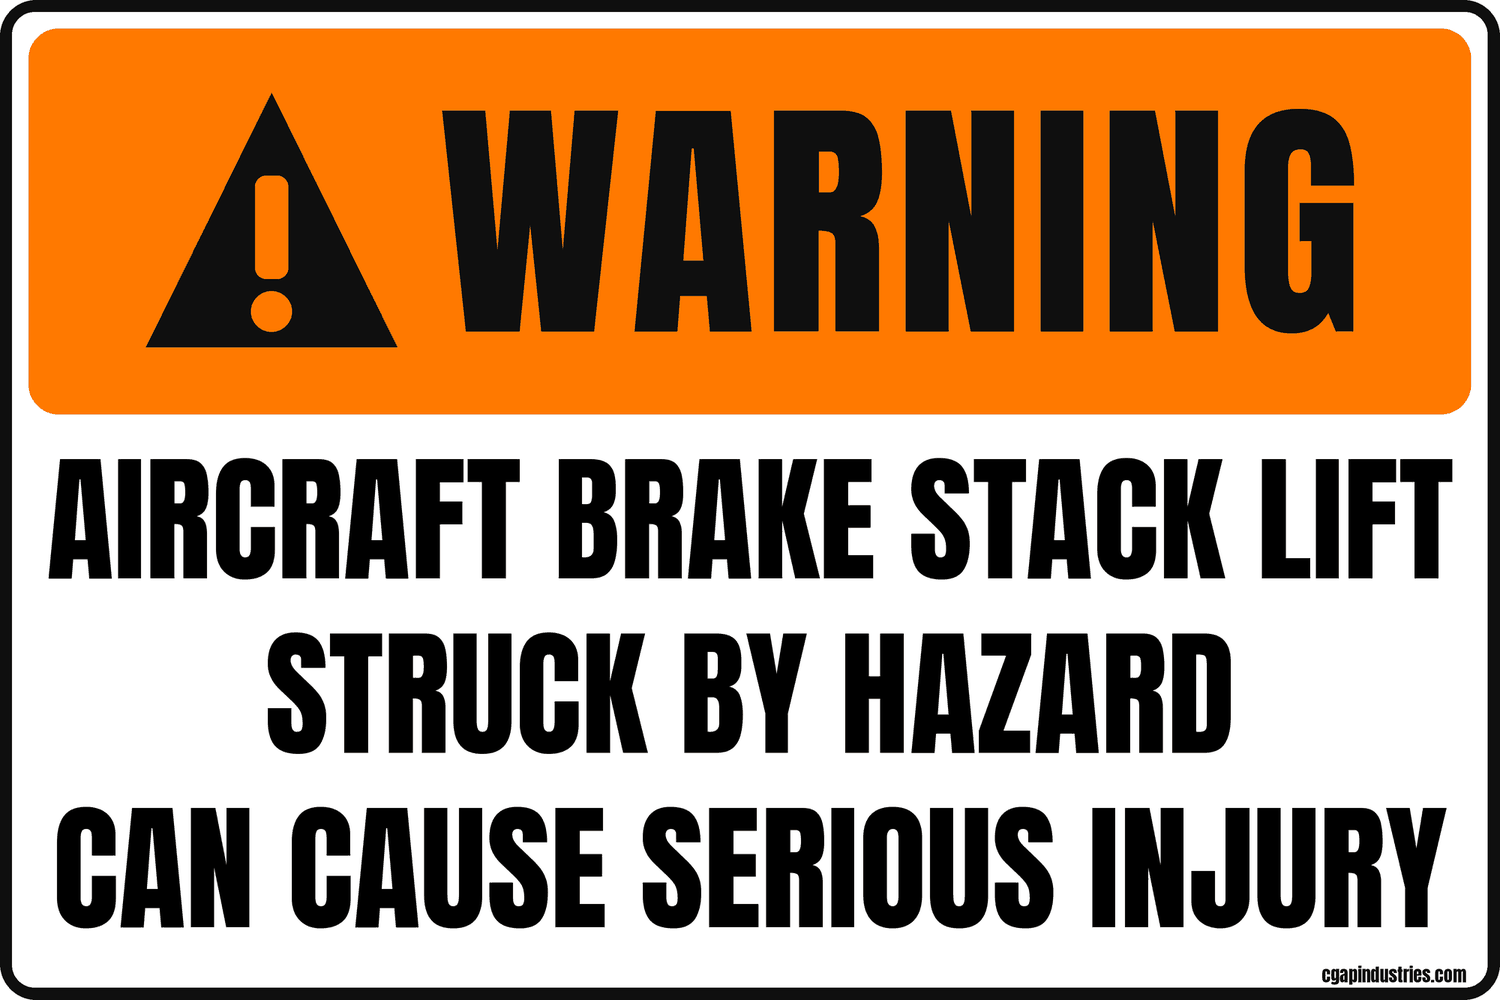 WARNING
AIRCRAFT BRAKE STACK LIFT
STRUCK BY HAZARD
CAN CAUSE SERIOUS INJURY
cgapindustries.com